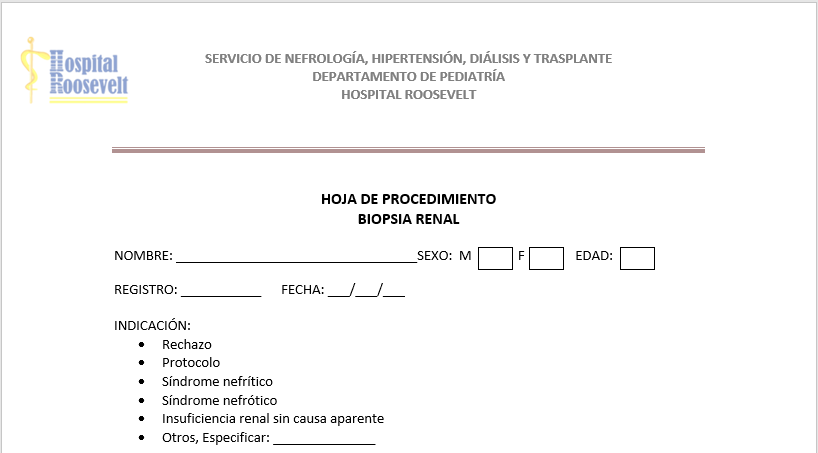 Hospital
Roosevelt
SERVICIO DE NEFROLOGÍA, HIPERTENSIÓN, DIÁLISIS Y TRASPLANTE
DEPARTAMENTO DE PEDIATRÍA
HOSPITAL ROOSEVELT
HOJA DE PROCEDIMIENTO
BIOPSIA RENAL
NOMBRE: __________________________________SEXO: M F EDAD:
REGISTRO: ___________ FECHA: ___/___/___
INDICACIÓN:
• Rechazo
• Protocolo
• Síndrome nefrítico
• Síndrome nefrótico
• Insuficiencia renal sin causa aparente
• Otros, Especificar: ______________